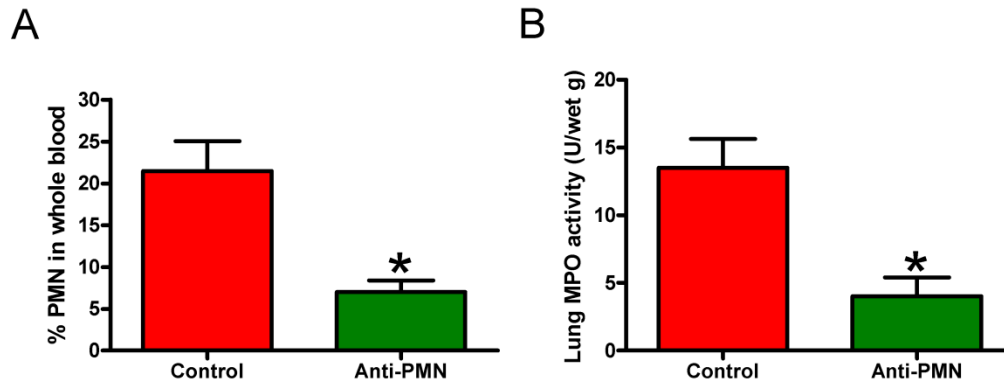 A
% PMN in whole blood
30
25
20
15
10
5
0
*
Control
Anti-PMN
B
Lung MPO activity (U/wet g)
20
15
10
5
0
*
Control
Anti-PMN